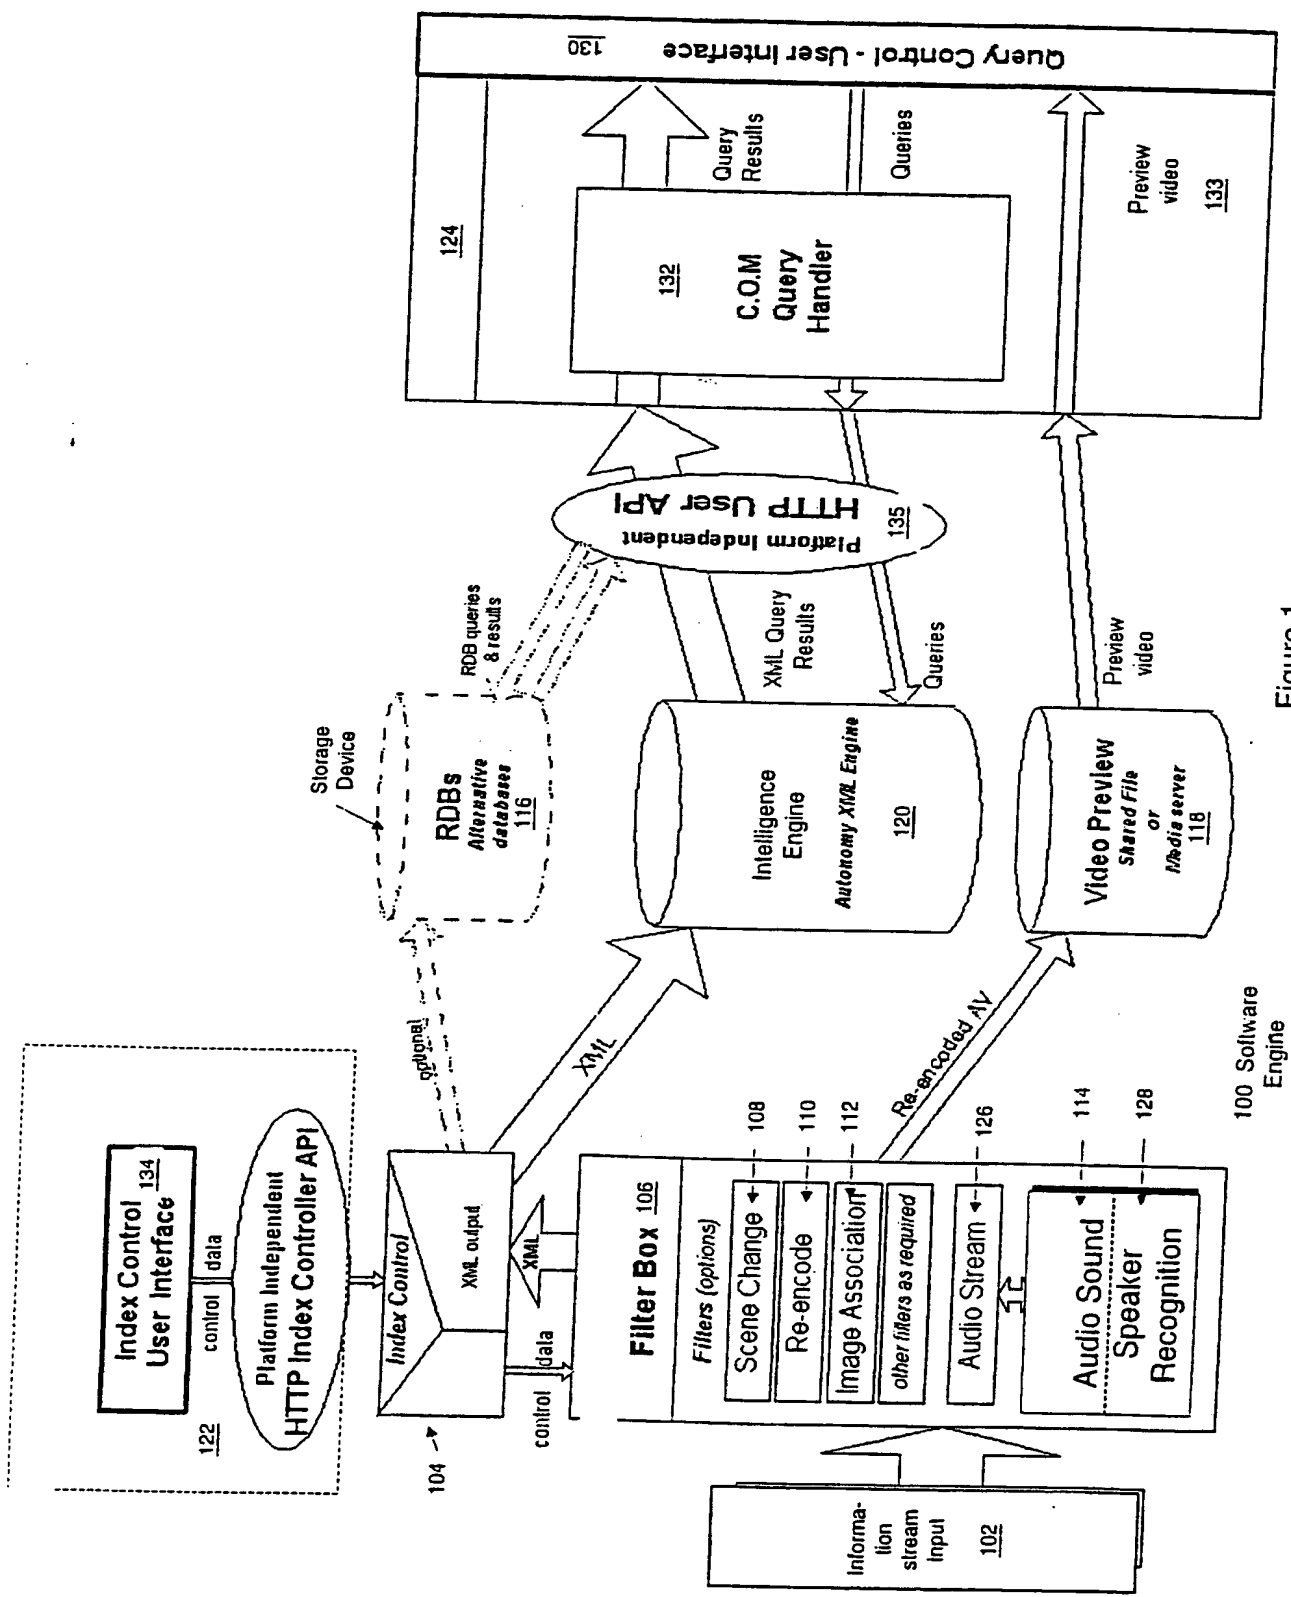 Index Control
User Interface
134
control
data
Platform Independent
HTTP Index Controller API
122
104
Index Control
XML output
optional
XML
XML
control
data
Storage
Device
RDBs
Alternative
databases
116
RDB queries
& results
Intelligence
Engine
Autonomy XML Engine
120
XML Query
Results
Queries
Platform Independent
HTTP User API
135
124
132
C.O.M
Query
Handler
Query
Results
Queries
Preview
video
133
130
Query Control - User Interface
Filter Box
106
Filters (options)
Scene Change
108
Re-encode
110
Image Association
112
other filters as required
Audio Stream
126
Audio Sound
114
Speaker
Recognition
128
Informa-
tion
stream
Input
102
Re-encoded AV
Video Preview
Shared File
or
Media server
118
Preview
video
100 Software
Engine
Figure 1